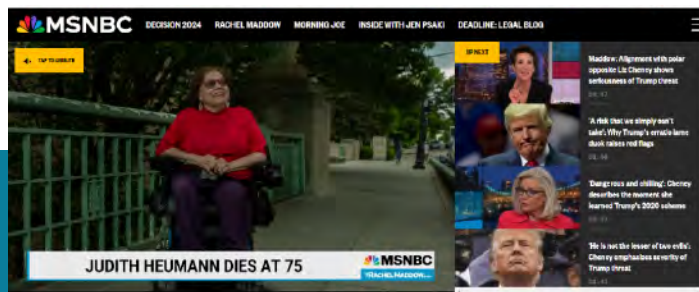 MSNBC DECISION 2024 RACHEL MADDOW MORNING JOE INSIDE WITH JEN PSAKI DEADLINE: LEGAL BLOG
TAP TO UNMUTE
UP NEXT
Maddow: Alignment with polar
opposite Liz Cheney shows
seriousness of Trump threat
'A risk that we simply can't
take': Why Trump's erratic lame
duck raises red flags
'Dangerous and chilling': Cheney
describes the moment she
learned Trump's 2020 scheme
'He is not the lesser of two evils':
Cheney emphasizes severity of
Trump threat
JUDITH HEUMANN DIES AT 75
MSNBC